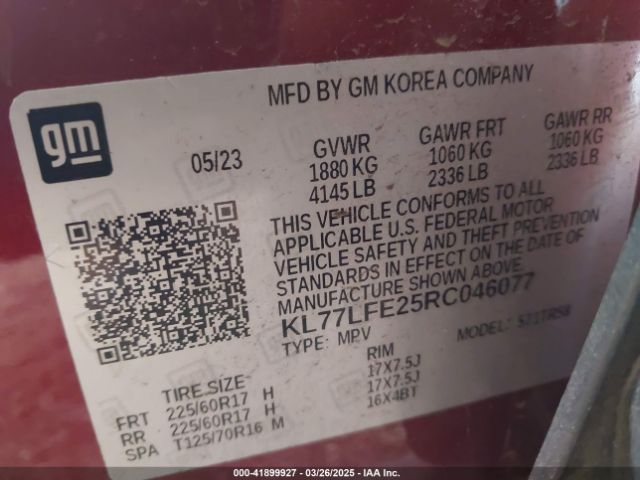 gm
MFD BY GM KOREA COMPANY
05/23
GVWR
1880 KG
4145 LB
GAWR FRT
1060 KG
2336 LB
GAWR RR
1060 KG
2336 LB
THIS VEHICLE CONFORMS TO ALL
APPLICABLE U.S. FEDERAL MOTOR
VEHICLE SAFETY AND THEFT PREVENTION
STANDARDS IN EFFECT ON THE DATE OF
MANUFACTURE SHOWN ABOVE.
KL77LFE25RC046077
TYPE: MPV
MODEL:
TIRE SIZE
RIM
FRT 225/60R17 H 17X7.5J
RR 225/60R17 H 17X7.5J
SPA T125/70R16 M 16X4BT
000-41899927 | 03/26/2025 | IAA Inc.